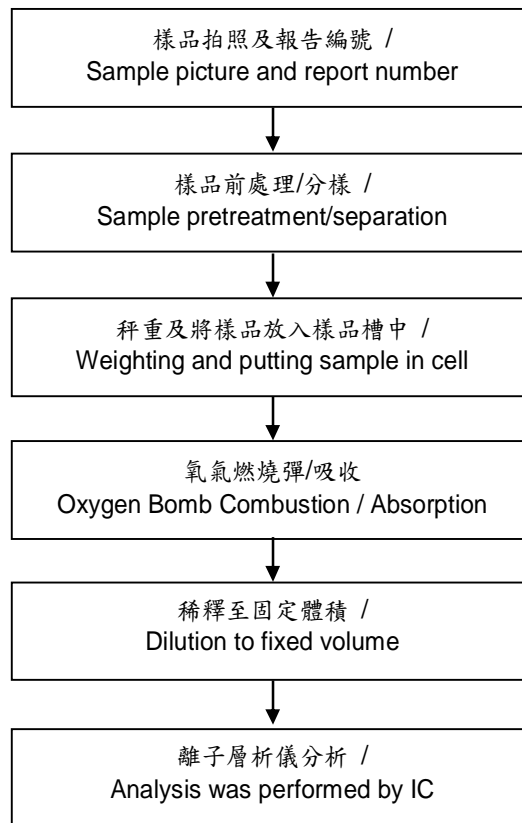 樣品拍照及報告編號 /
Sample picture and report number
樣品前處理/分樣 /
Sample pretreatment/separation
秤重及將樣品放入樣品槽中 /
Weighting and putting sample in cell
氧氣燃燒彈/吸收
Oxygen Bomb Combustion / Absorption
稀釋至固定體積 /
Dilution to fixed volume
離子層析儀分析 /
Analysis was performed by IC